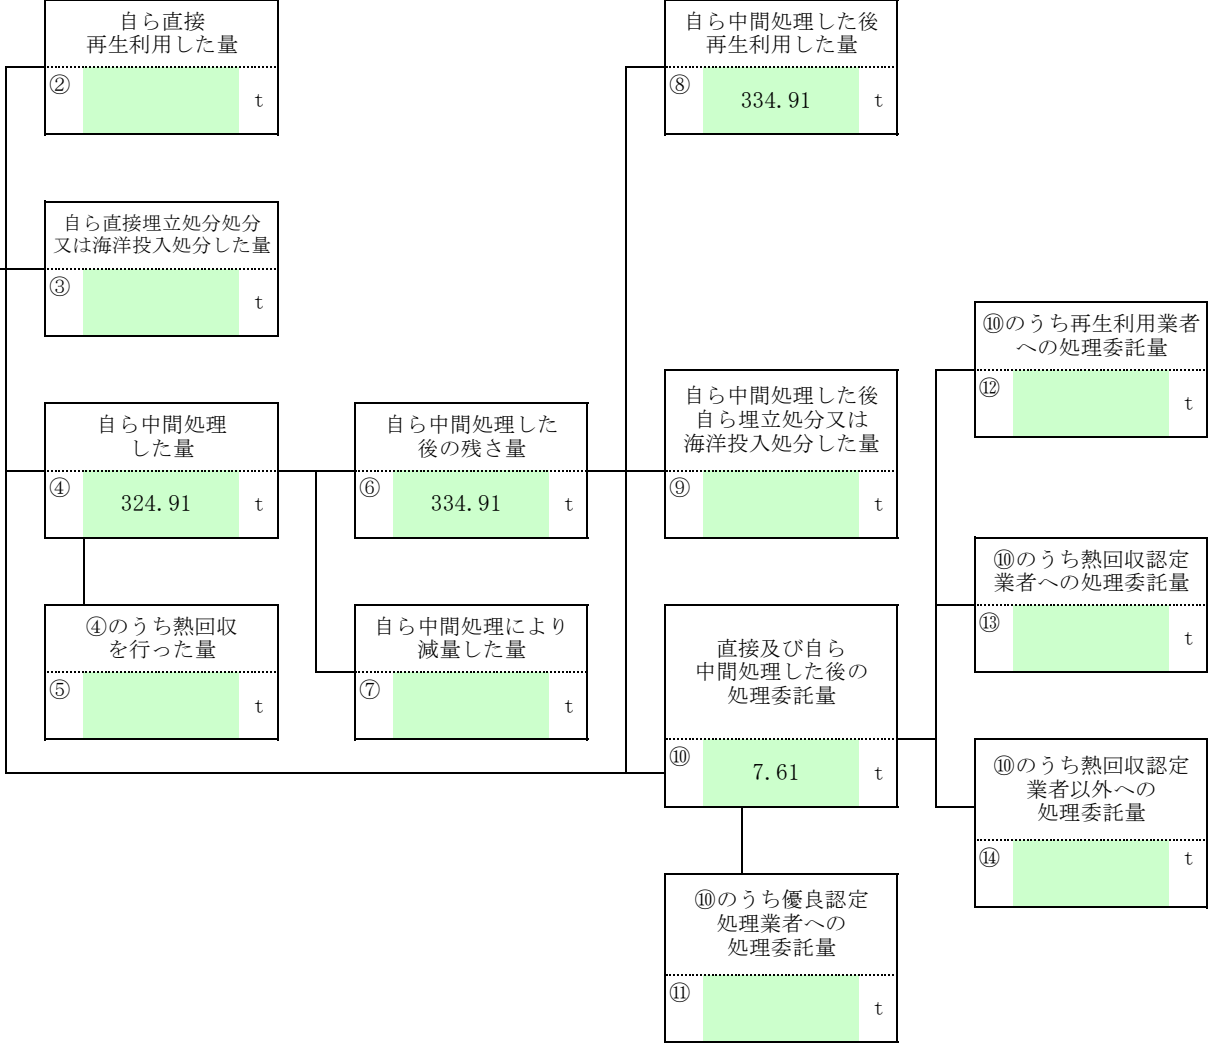 自ら直接
再生利用した量
②
t
自ら中間処理した後
再生利用した量
⑧
334.91
t
自ら直接埋立処分処分
又は海洋投入処分した量
③
t
⑩のうち再生利用業者
への処理委託量
⑫
t
自ら中間処理
した量
④
324.91
t
自ら中間処理した
後の残さ量
⑥
334.91
t
自ら中間処理した後
自ら埋立処分又は
海洋投入処分した量
⑨
t
⑩のうち熱回収認定
業者への処理委託量
⑬
t
④のうち熱回収
を行った量
⑤
t
自ら中間処理により
減量した量
⑦
t
直接及び自ら
中間処理した後の
処理委託量
⑩
7.61
t
⑩のうち熱回収認定
業者以外への
処理委託量
⑭
t
⑩のうち優良認定
処理業者への
処理委託量
⑪
t